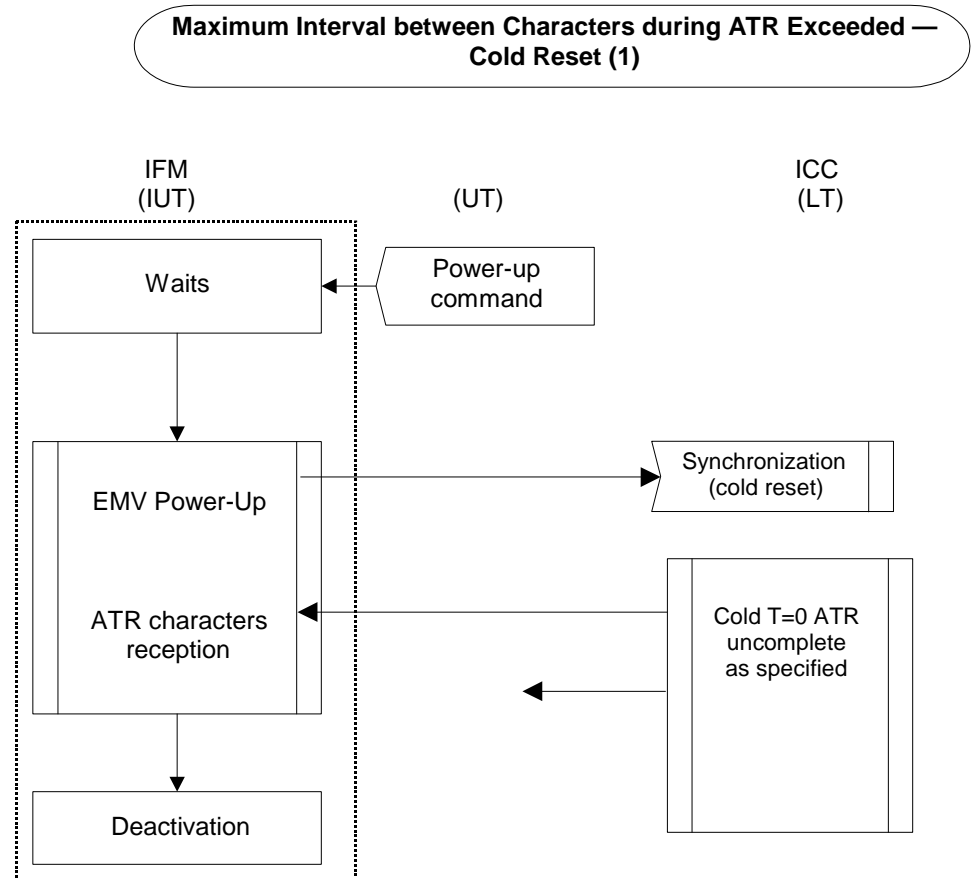 Maximum Interval between Characters during ATR Exceeded —
Cold Reset (1)
IFM
(IUT)
(UT)
ICC
(LT)
Waits
Power-up
command
EMV Power-Up
Synchronization
(cold reset)
ATR characters
reception
Cold T=0 ATR
uncomplete
as specified
Deactivation